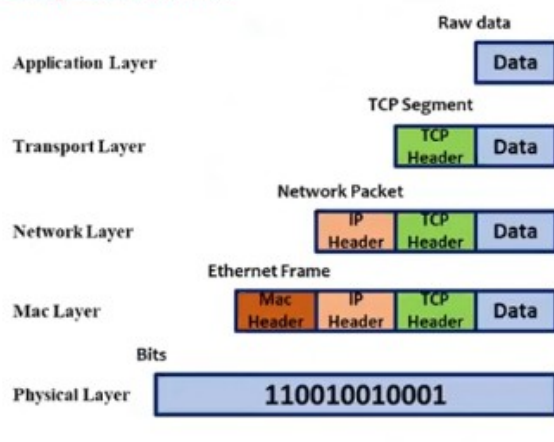 Raw data
Application Layer
Data
TCP Segment
Transport Layer
TCP
Header
Data
Network Packet
Network Layer
IP
Header
TCP
Header
Data
Ethernet Frame
Mac Layer
Mac
Header
IP
Header
TCP
Header
Data
Bits
Physical Layer
110010010001